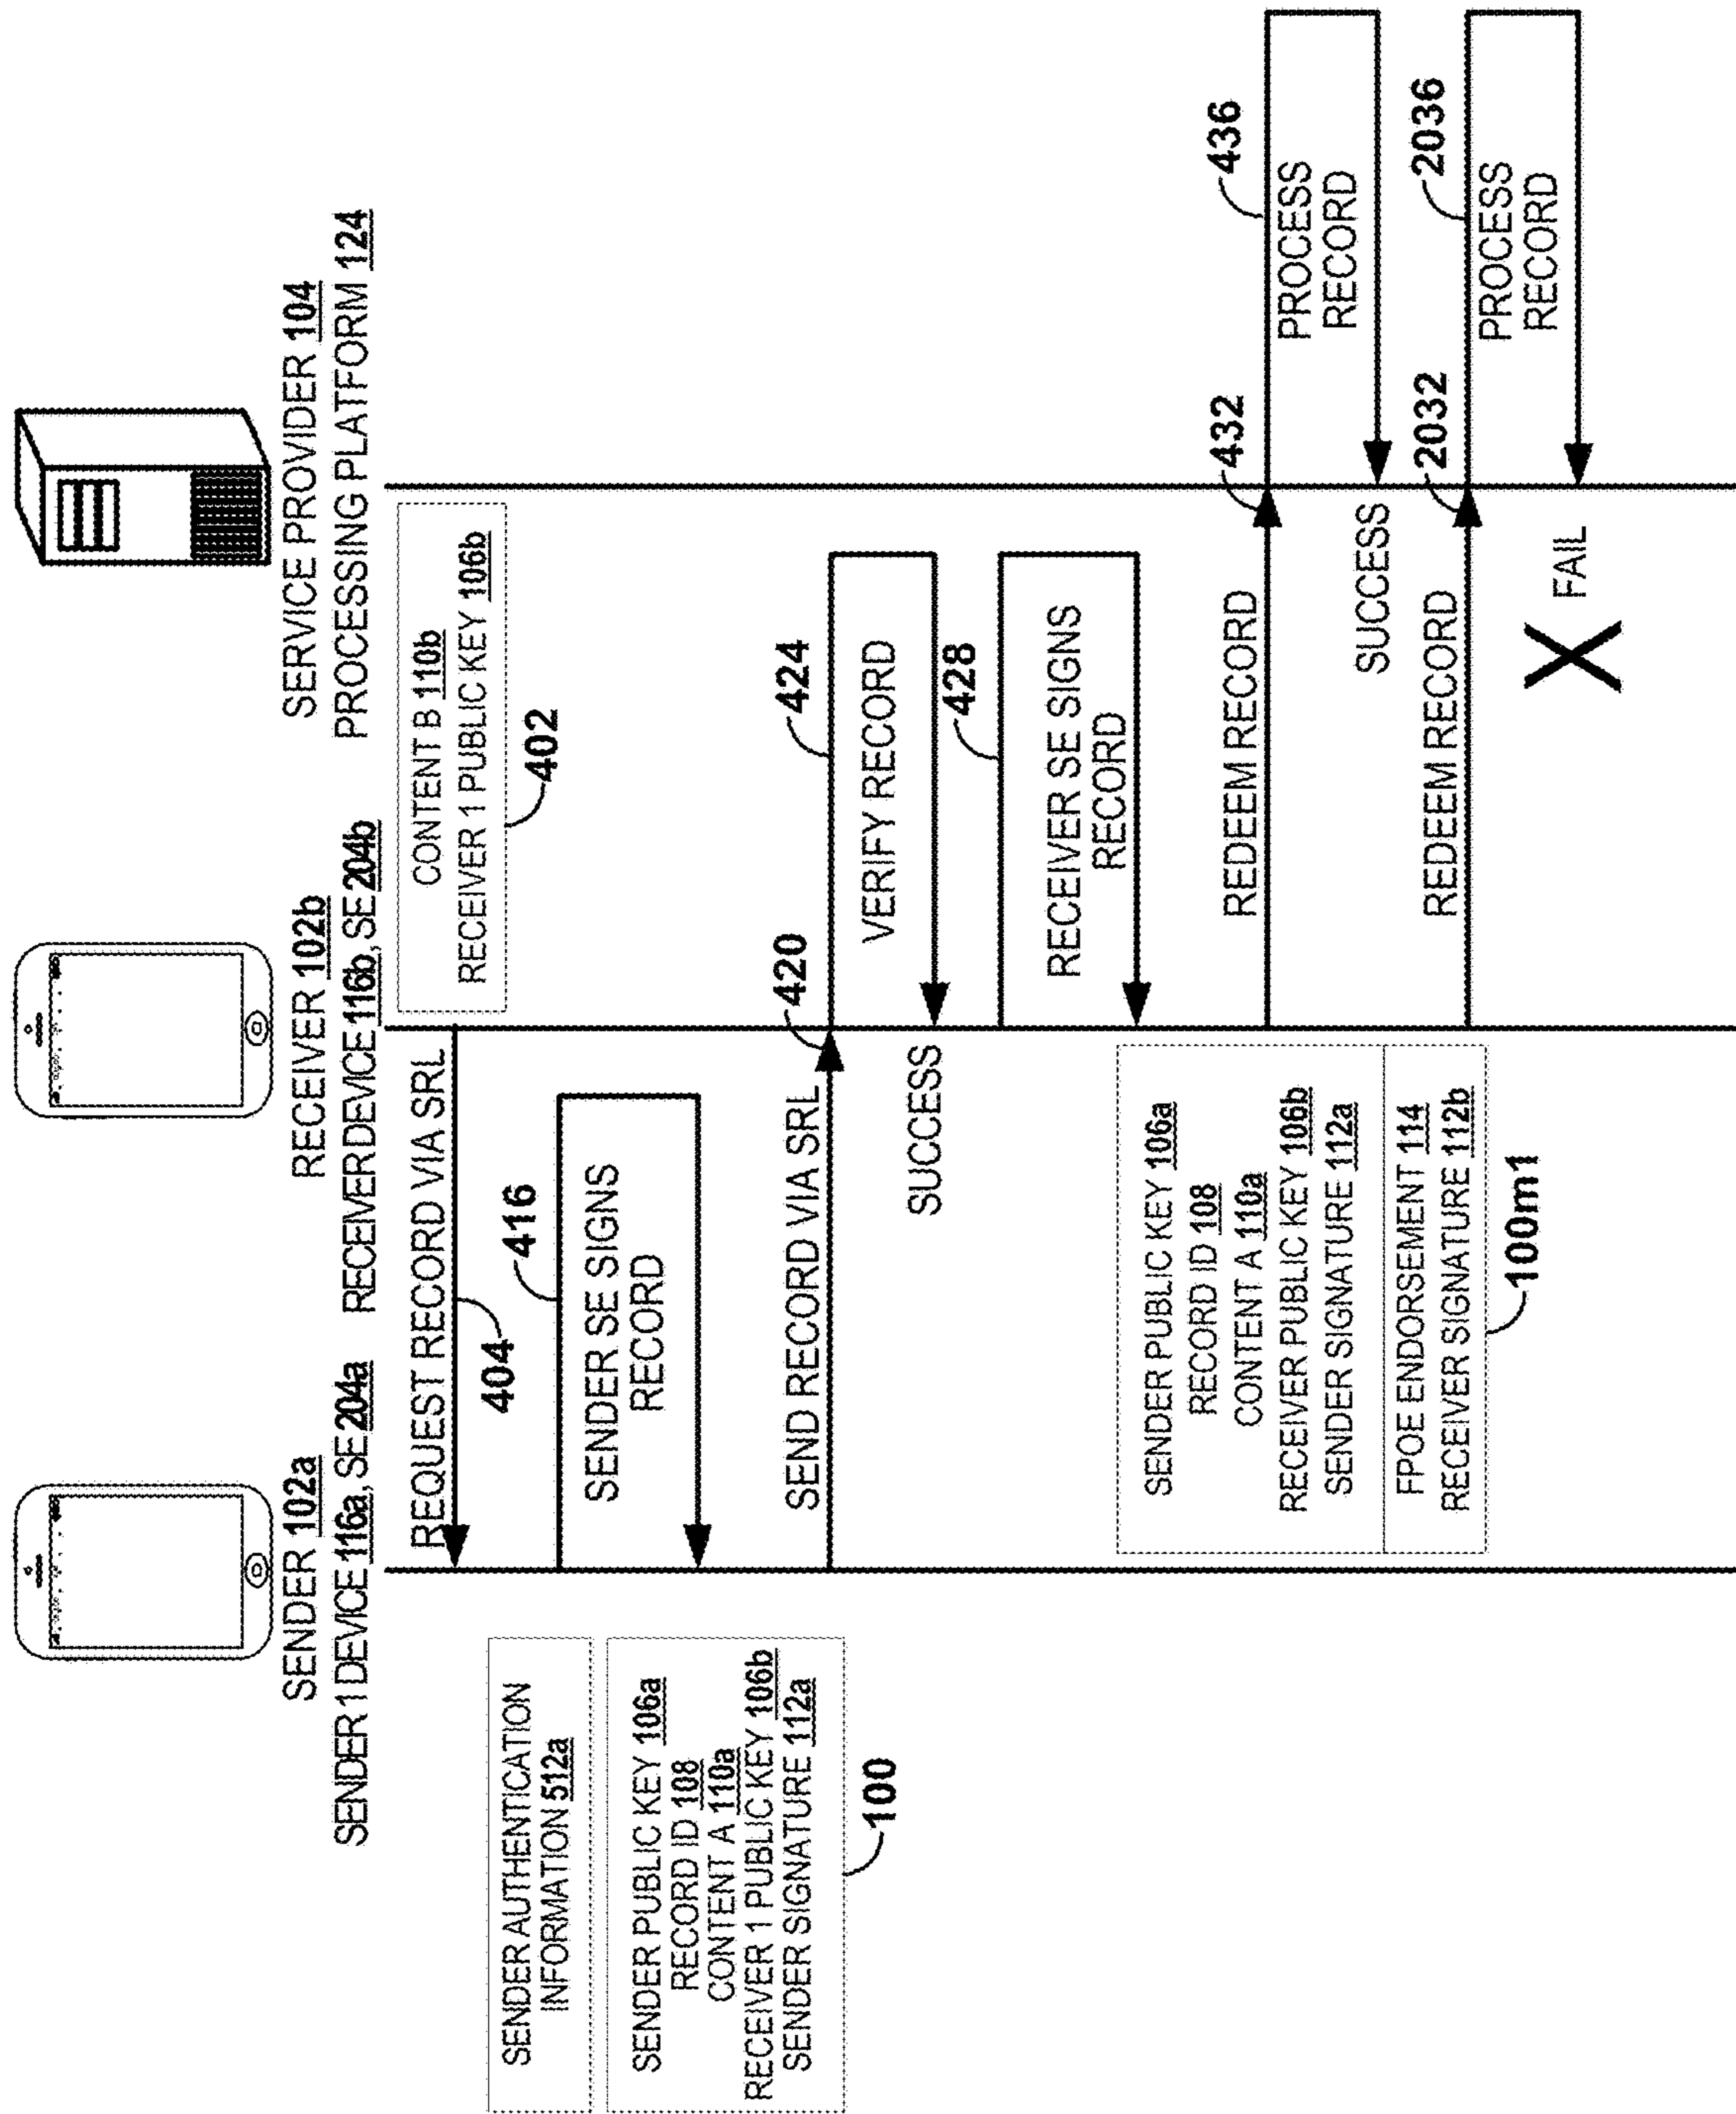 SENDER 102a
SENDER 1 DEVICE 116a, SE 204a
RECEIVER 102b
RECEIVER DEVICE 116b, SE 204b
SERVICE PROVIDER 104
PROCESSING PLATFORM 124
CONTENT B 110b
RECEIVER 1 PUBLIC KEY 106b
402
REQUEST RECORD VIA SRL
404
SENDER AUTHENTICATION
INFORMATION 512a
416
SENDER SE SIGNS
RECORD
SENDER PUBLIC KEY 106a
RECORD ID 108
CONTENT A 110a
RECEIVER 1 PUBLIC KEY 106b
SENDER SIGNATURE 112a
100
SEND RECORD VIA SRL
420
424
VERIFY RECORD
SUCCESS
428
RECEIVER SE SIGNS
RECORD
SENDER PUBLIC KEY 106a
RECORD ID 108
CONTENT A 110a
RECEIVER PUBLIC KEY 106b
SENDER SIGNATURE 112a
FPOE ENDORSEMENT 114
RECEIVER SIGNATURE 112b
100m1
REDEEM RECORD
432
436
PROCESS
RECORD
SUCCESS
REDEEM RECORD
2032
2036
PROCESS
RECORD
X
FAIL